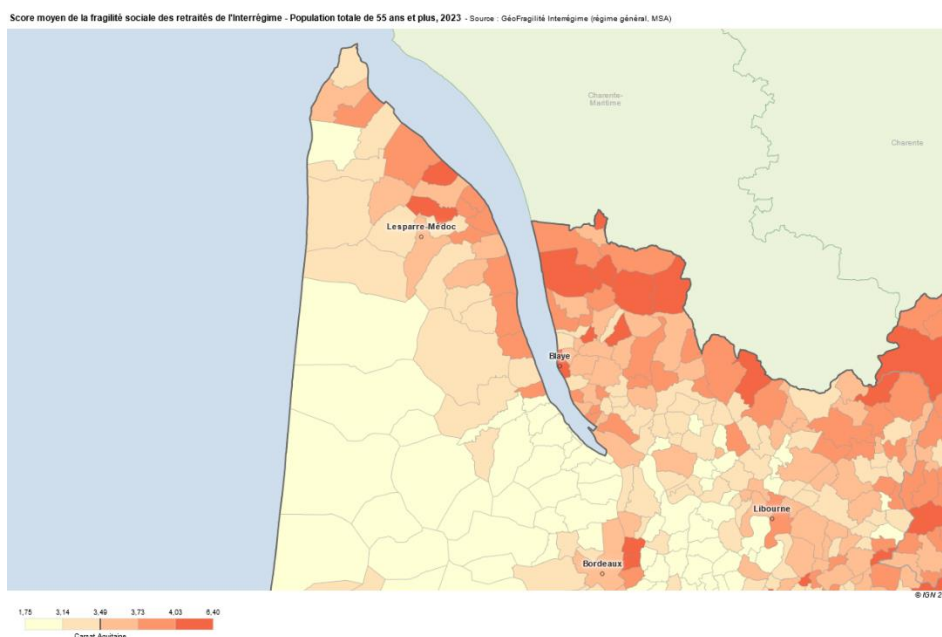 Score moyen de la fragilité sociale des retraités de l'Interrégime - Population totale de 55 ans et plus, 2023 - Source : GéoFragilité Interrégime (régime général, MSA)
Charente-
Maritime
Charente
Lesparre-Médoc
Blaye
Libourne
Bordeaux
© IGN 2
1,75 3,14 3,49 3,73 4,03 6,40
Carsat Aquitaine